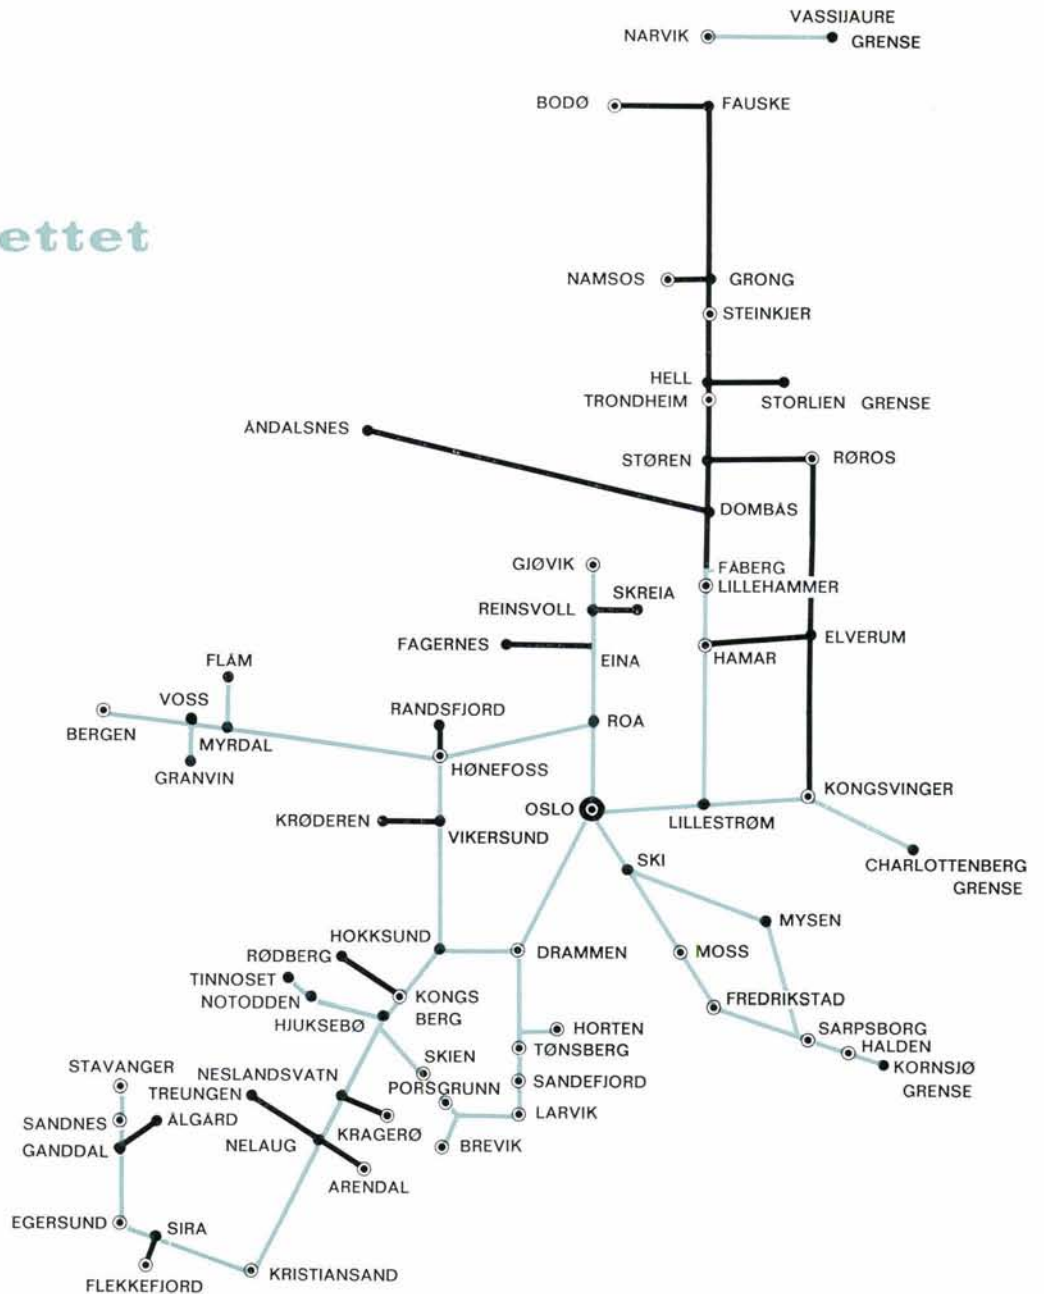 VASSIJAURE
NARVIK
GRENSE
BODØ
FAUSKE
ettet
NAMSOS
GRONG
STEINKJER
HELL
TRONDHEIM
STORLIEN GRENSE
ÅNDALSNES
STØREN
RØROS
DOMBÅS
GJØVIK
FÅBERG
LILLEHAMMER
SKREIA
REINSVOLL
FAGERNES
ELVERUM
EINA
HAMAR
FLÅM
VOSS
RANDSFJORD
ROA
BERGEN
MYRDAL
GRANVIN
HØNEFOSS
KONGSVINGER
OSLO
LILLESTRØM
KRØDEREN
VIKERSUND
SKI
CHARLOTTENBERG
GRENSE
MYSEN
HOKKSUND
DRAMMEN
MOSS
RØDBERG
TINNOSET
NOTODDEN
KONGS
BERG
HJUKSEBØ
FREDRIKSTAD
HORTEN
SARPSBORG
TØNSBERG
HALDEN
SKIEN
KORNSJØ
GRENSE
STAVANGER
NESLANDSVATN
PORSGRUNN
SANDEFJORD
TREUNGEN
SANDNES
ÅLGÅRD
LARVIK
KRAGERØ
GANDDAL
NELAUG
BREVIK
ARENDAL
EGERSUND
SIRA
KRISTIANSAND
FLEKKEFJORD